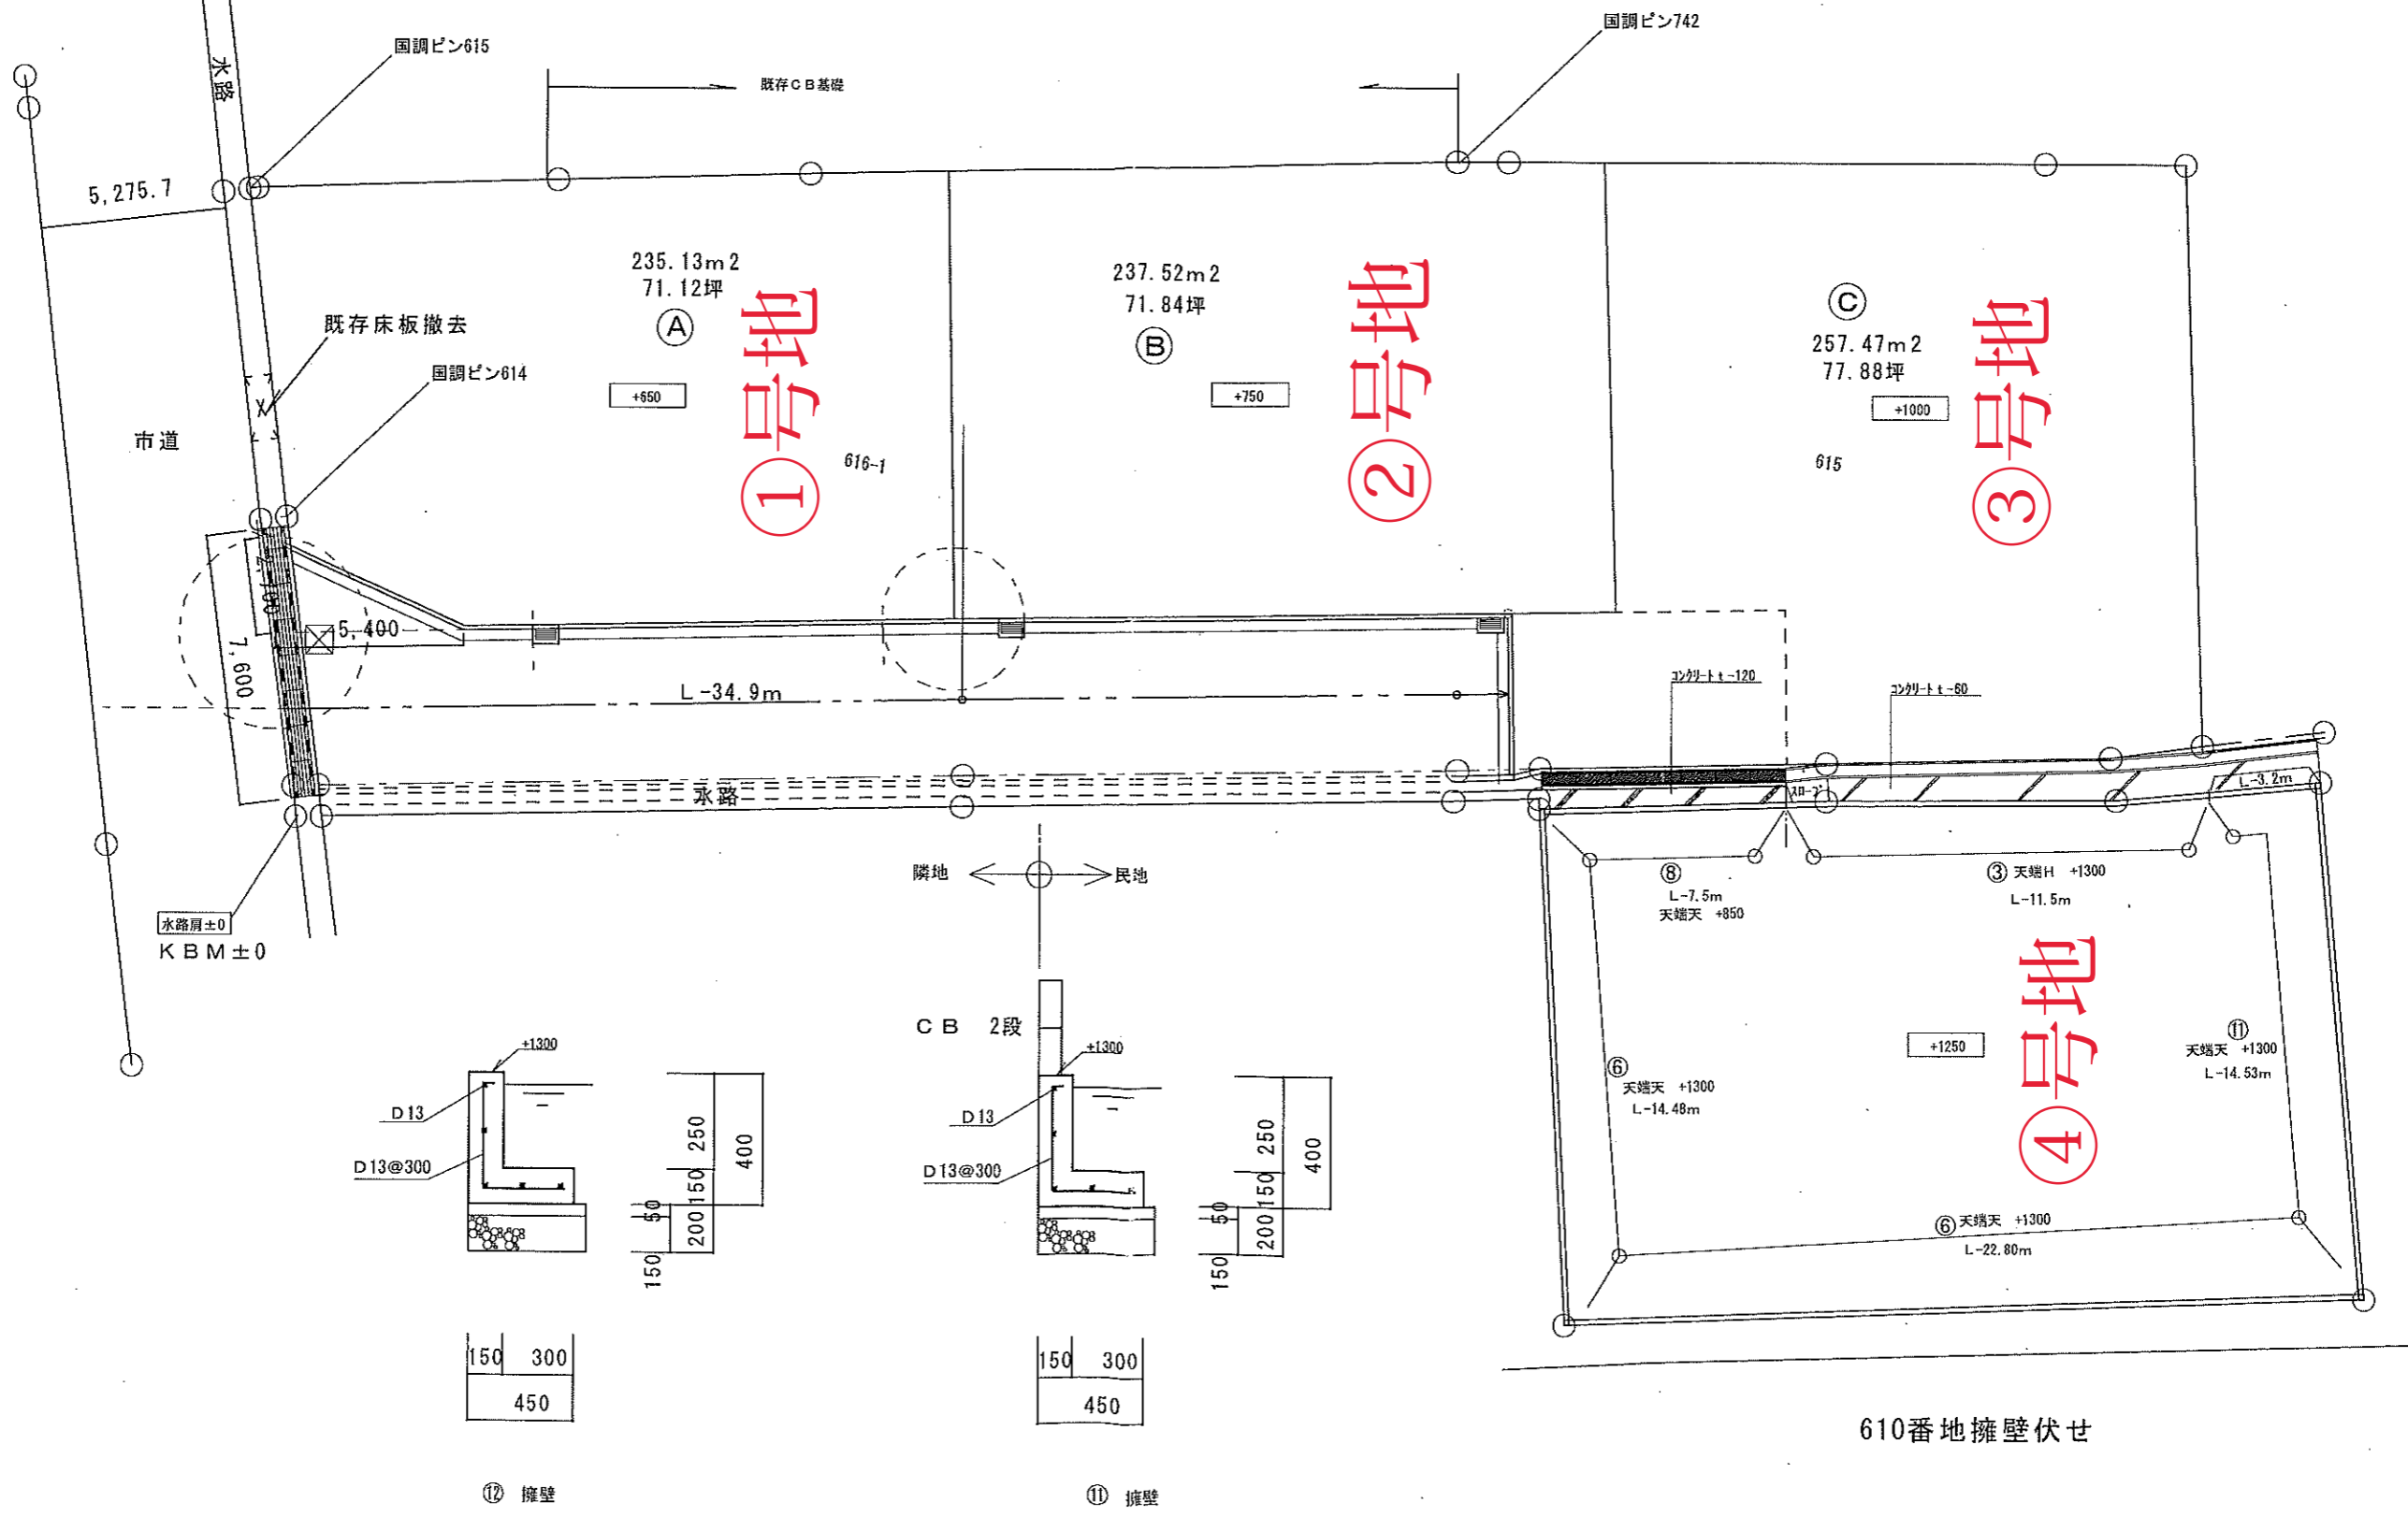 国調ピン742
国調ピン615
水路
既存CB基礎
5,275.7
235.13m2
71.12坪
A
+650
①号地
616-1
237.52m2
71.84坪
B
+750
②号地
C
257.47m2
77.88坪
+1000
③号地
615
既存床板撤去
国調ピン614
市道
7,600
5,400
L-34.9m
コンクリートt-120
コンクリートt-60
水路
スロープ
L-3.2m
隣地
民地
⑧
L-7.5m
天端天 +850
③ 天端H +1300
L-11.5m
水路肩±0
KBM±0
④号地
+1250
⑥
天端天 +1300
L-14.48m
⑪
天端天 +1300
L-14.53m
⑥ 天端天 +1300
L-22.80m
+1300
D13
D13@300
250
150
400
50
200
150
150 300
450
⑫ 擁壁
CB 2段
+1300
D13
D13@300
250
150
400
50
200
150
150 300
450
⑪ 擁壁
610番地擁壁伏せ